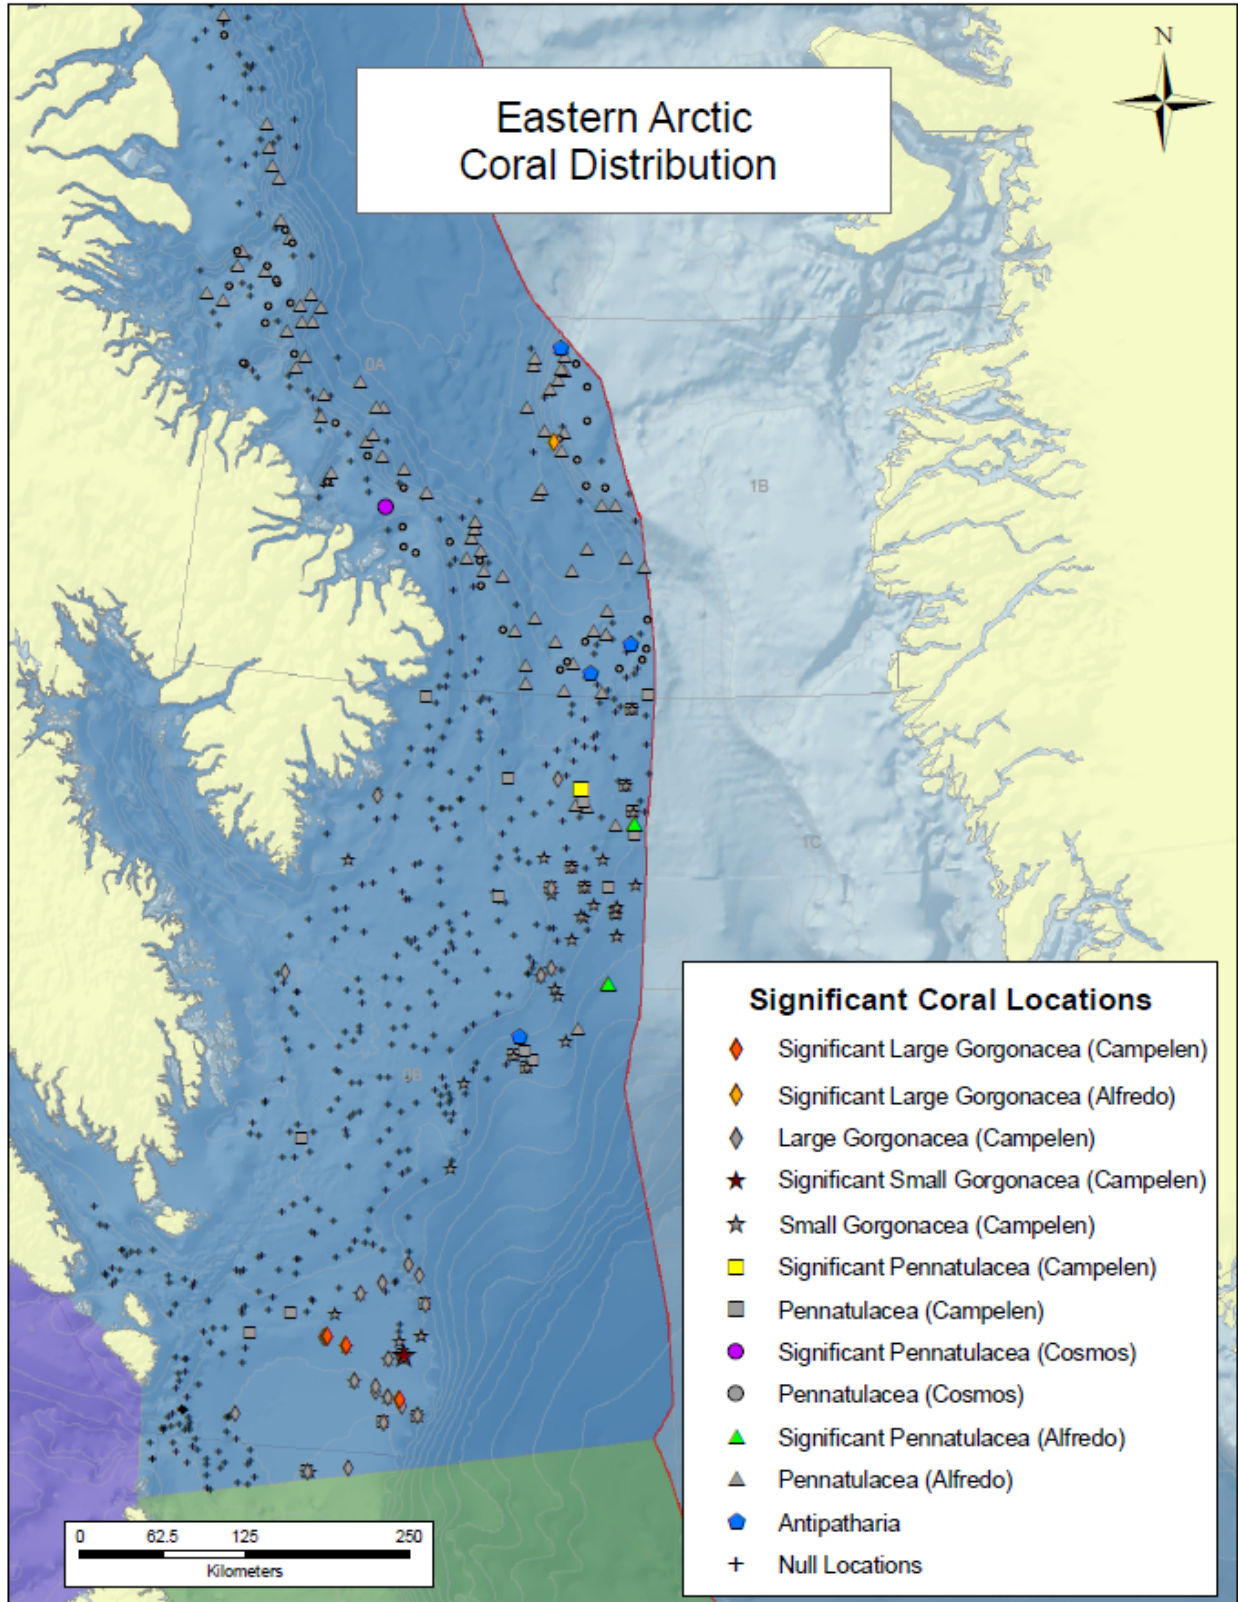 N
Eastern Arctic
Coral Distribution
0A
1B
1C
0B
Significant Coral Locations
Significant Large Gorgonacea (Campelen)
Significant Large Gorgonacea (Alfredo)
Large Gorgonacea (Campelen)
Significant Small Gorgonacea (Campelen)
Small Gorgonacea (Campelen)
Significant Pennatulacea (Campelen)
Pennatulacea (Campelen)
Significant Pennatulacea (Cosmos)
Pennatulacea (Cosmos)
Significant Pennatulacea (Alfredo)
Pennatulacea (Alfredo)
Antipatharia
Null Locations
0 62.5 125 250
Kilometers